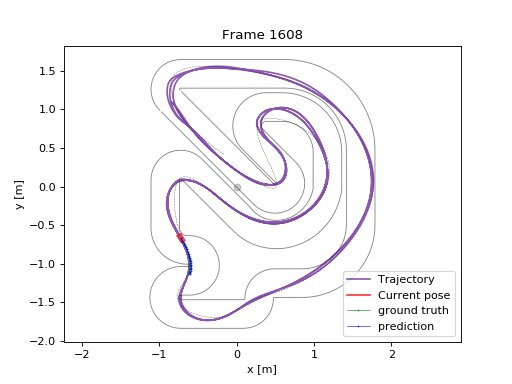 Frame 1608
1.5
1.0
0.5
0.0
−0.5
−1.0
−1.5
−2.0
y [m]
−2
−1
0
1
2
x [m]
Trajectory
Current pose
ground truth
prediction